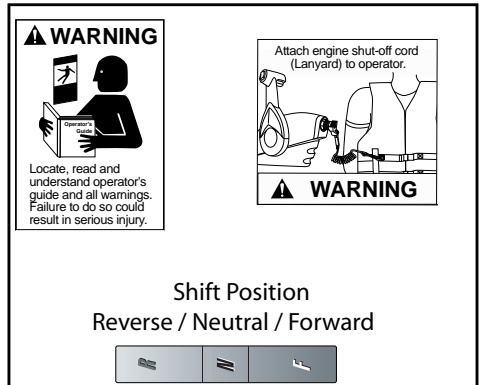 WARNING
Operator's
Guide
Locate, read and
understand operator's
guide and all warnings.
Failure to do so could
result in serious injury.
Attach engine shut-off cord
(Lanyard) to operator.
WARNING
Shift Position
Reverse / Neutral / Forward
R N F